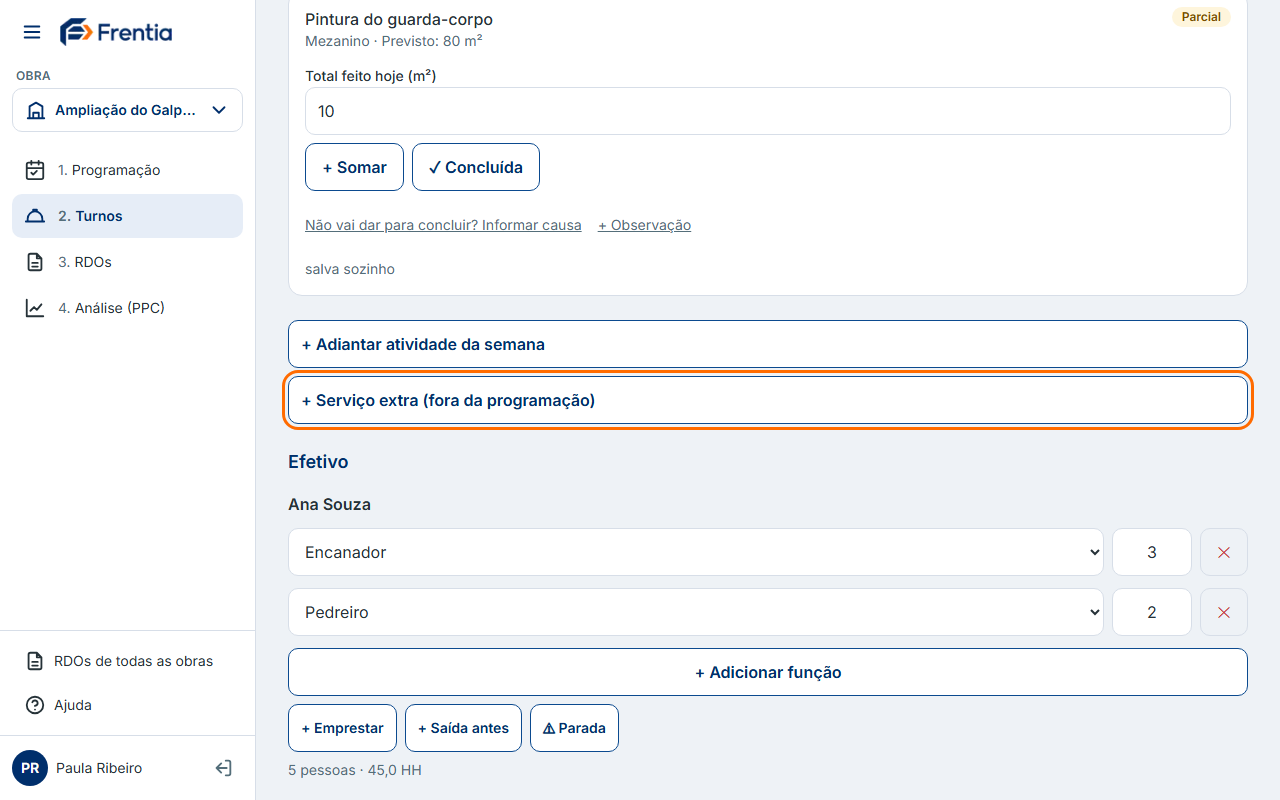 Frentia
OBRA
Ampliação do Galp...
1. Programação
2. Turnos
3. RDOs
4. Análise (PPC)
RDOs de todas as obras
Ajuda
PR Paula Ribeiro
Pintura do guarda-corpo
Parcial
Mezanino · Previsto: 80 m²
Total feito hoje (m²)
10
+ Somar ✓ Concluída
Não vai dar para concluir? Informar causa + Observação
salva sozinho
+ Adiantar atividade da semana
+ Serviço extra (fora da programação)
Efetivo
Ana Souza
Encanador 3
Pedreiro 2
+ Adicionar função
+ Emprestar + Saída antes ⚠ Parada
5 pessoas · 45,0 HH